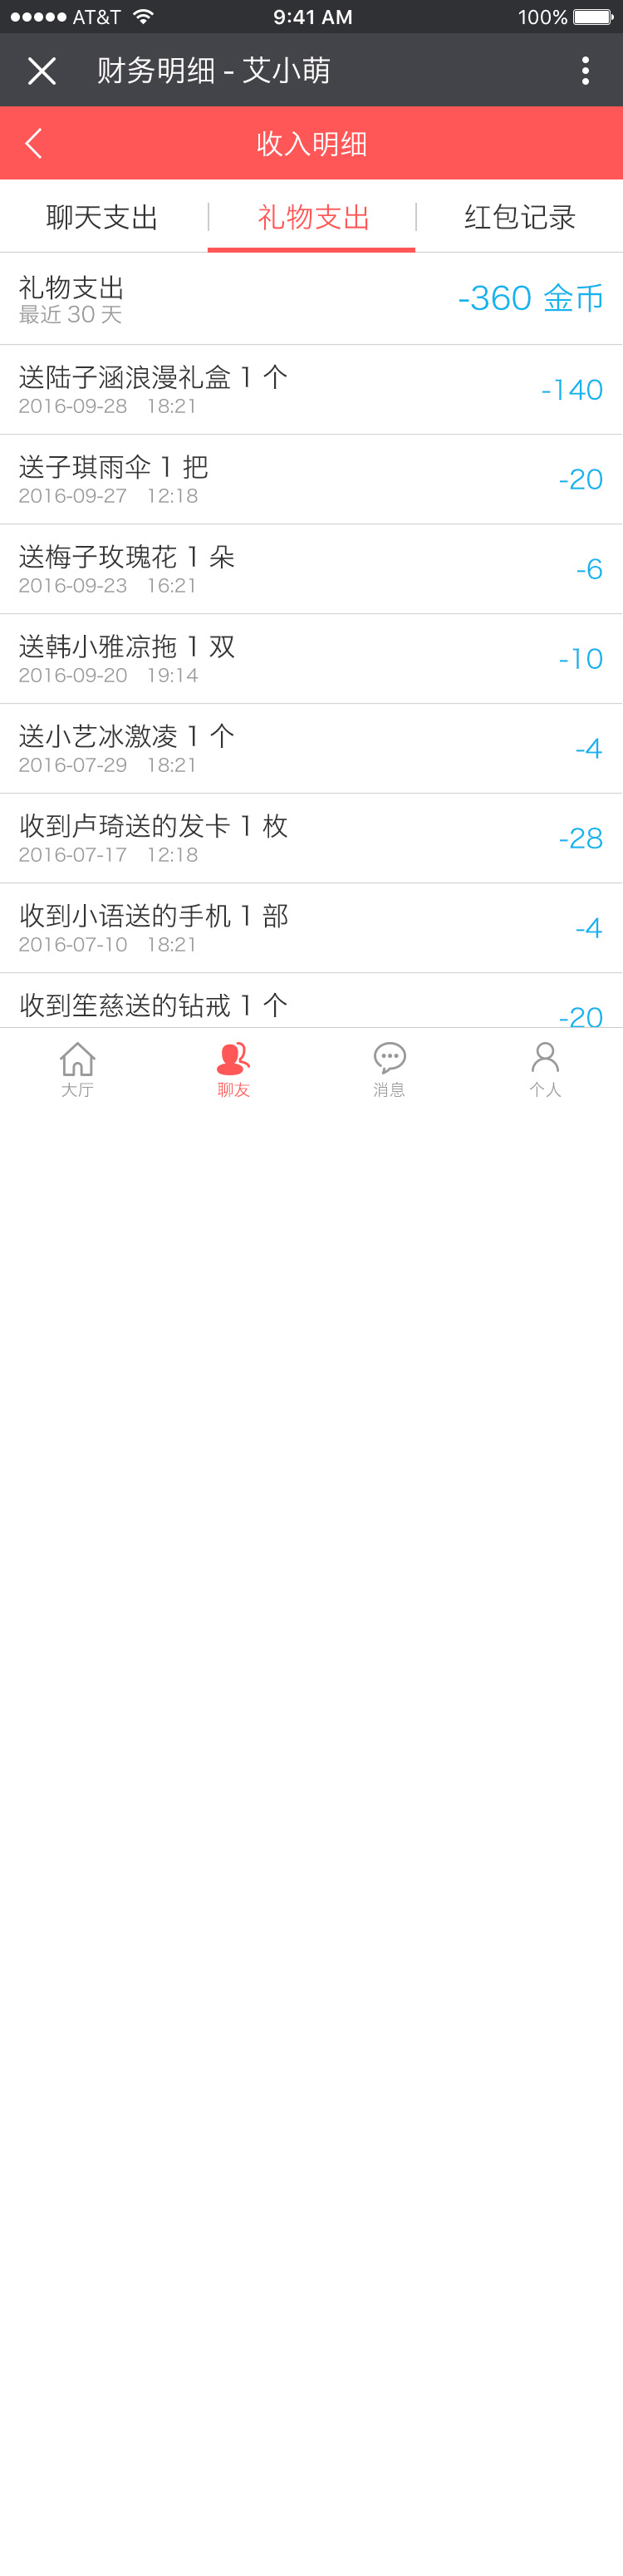 AT&T 9:41 AM 100%
财务明细 - 艾小萌
收入明细
聊天支出 礼物支出 红包记录
礼物支出
最近 30 天
-360 金币
送陆子涵浪漫礼盒 1 个
2016-09-28 18:21
-140
送子琪雨伞 1 把
2016-09-27 12:18
-20
送梅子玫瑰花 1 朵
2016-09-23 16:21
-6
送韩小雅凉拖 1 双
2016-09-20 19:14
-10
送小艺冰激凌 1 个
2016-07-29 18:21
-4
收到卢琦送的发卡 1 枚
2016-07-17 12:18
-28
收到小语送的手机 1 部
2016-07-10 18:21
-4
收到笙慈送的钻戒 1 个
-20
大厅 聊友 消息 个人